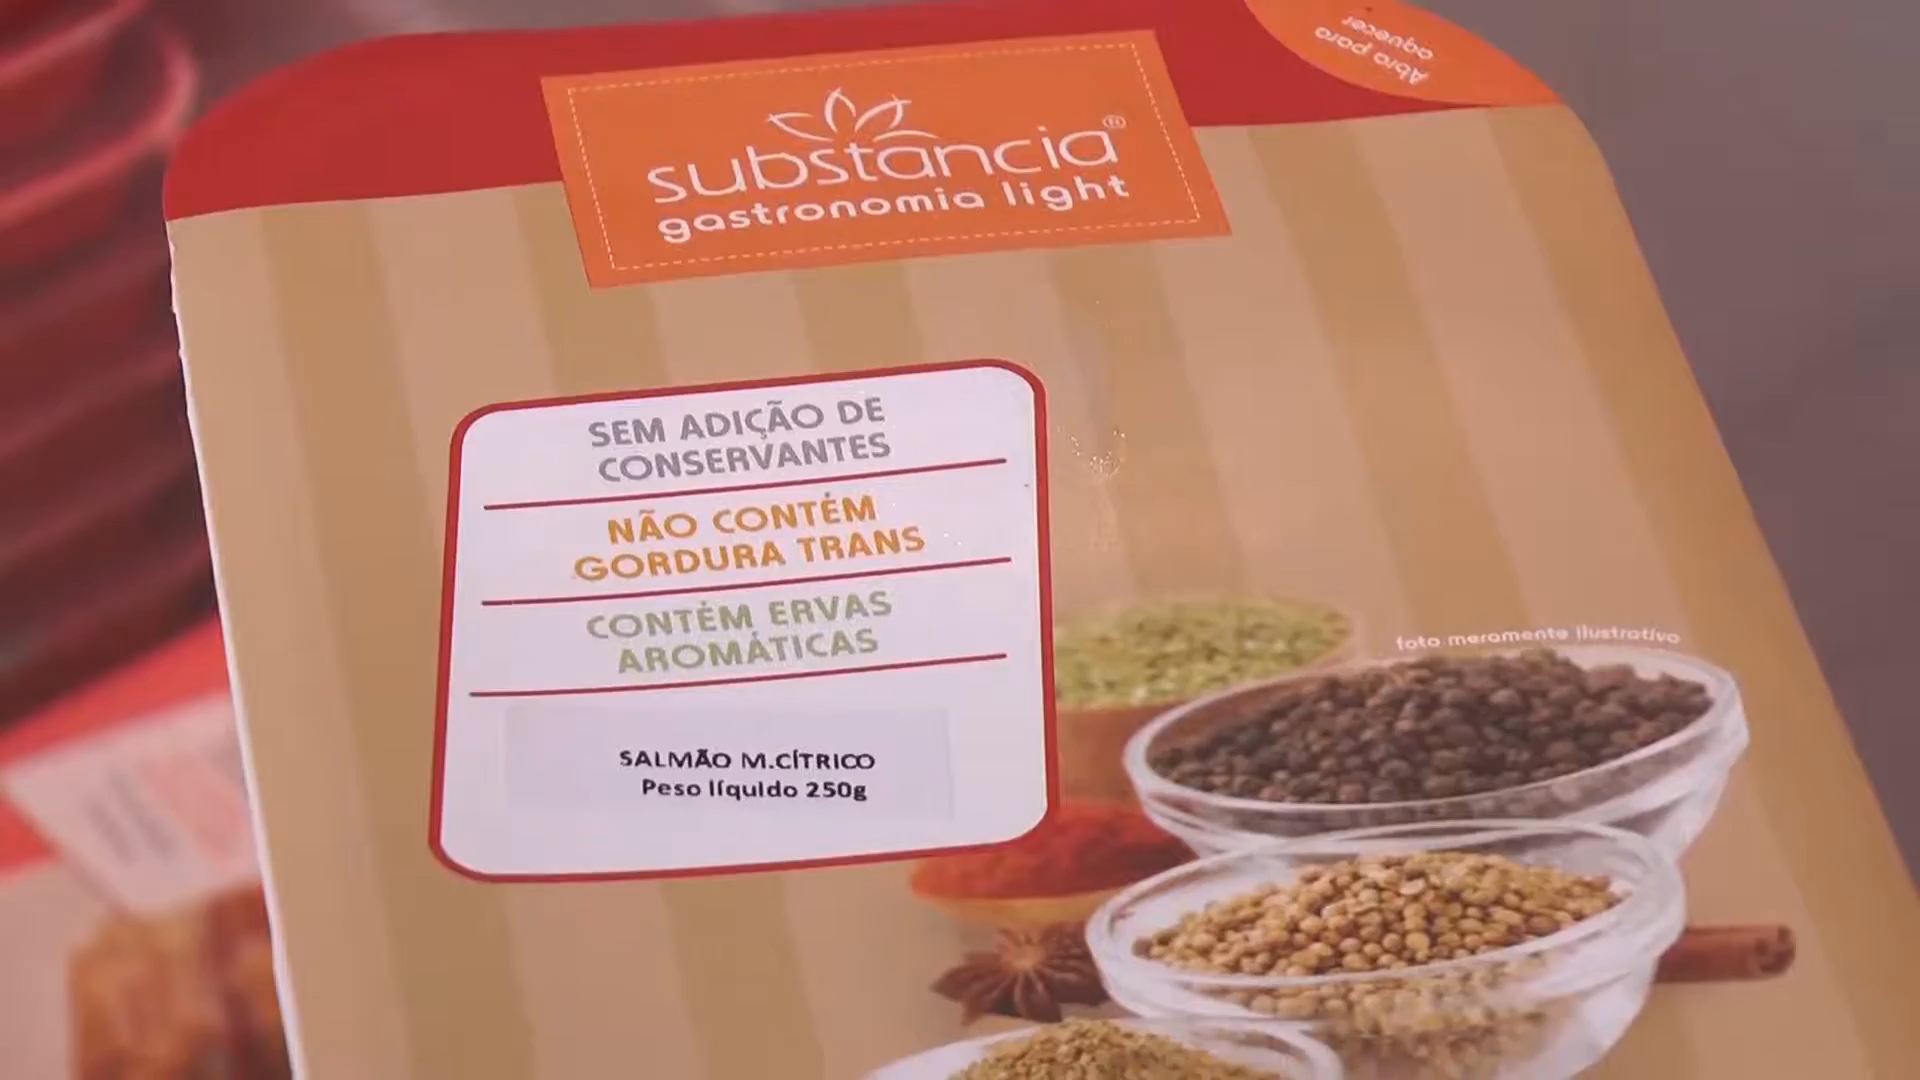 Abra para
aquecer
substância®
gastronomia light
SEM ADIÇÃO DE
CONSERVANTES
NÃO CONTÉM
GORDURA TRANS
CONTÉM ERVAS
AROMÁTICAS
foto meramente ilustrativa
SALMÃO M.CÍTRICO
Peso líquido 250g